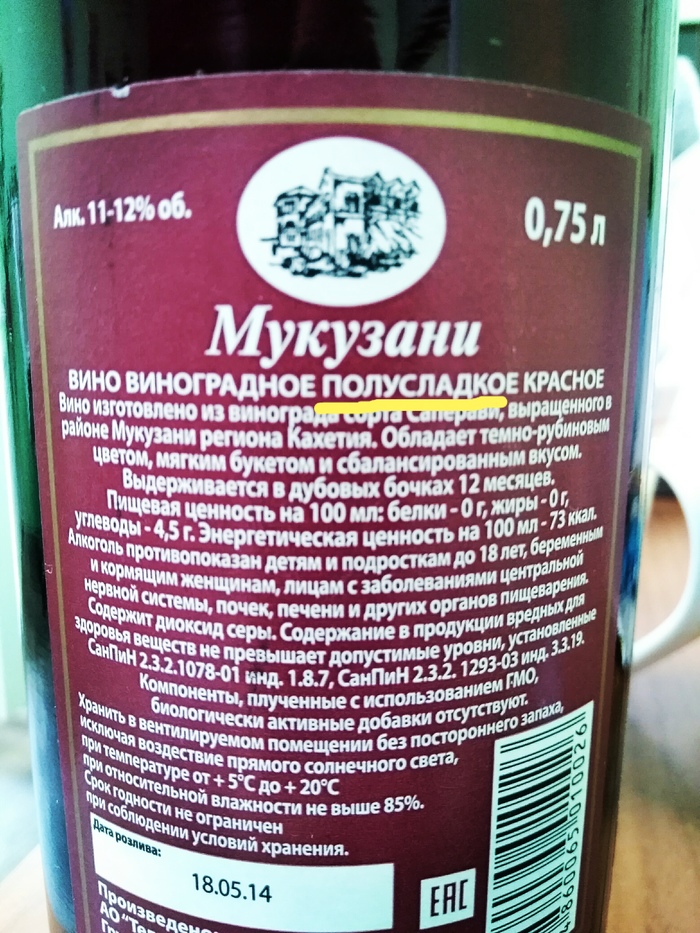 Алк. 11-12% об.
0,75 л
Мукузани
ВИНО ВИНОГРАДНОЕ ПОЛУСЛАДКОЕ КРАСНОЕ
Вино изготовлено из винограда сорта Саперави, выращенного в
районе Мукузани региона Кахетия. Обладает темно-рубиновым
цветом, мягким букетом и сбалансированным вкусом.
Выдерживается в дубовых бочках 12 месяцев.
Пищевая ценность на 100 мл: белки - 0 г, жиры - 0 г,
углеводы - 4,5 г. Энергетическая ценность на 100 мл - 73 ккал.
Алкоголь противопоказан детям и подросткам до 18 лет, беременным
и кормящим женщинам, лицам с заболеваниями центральной
нервной системы, почек, печени и других органов пищеварения.
Содержит диоксид серы. Содержание в продукции вредных для
здоровья веществ не превышает допустимые уровни, установленные
СанПиН 2.3.2.1078-01 инд. 1.8.7, СанПиН 2.3.2. 1293-03 инд. 3.3.19.
Компоненты, плученные с использованием ГМО,
биологически активные добавки отсутствуют.
Хранить в вентилируемом помещении без постороннего запаха,
исключая воздествие прямого солнечного света,
при температуре от + 5°С до + 20°С
при относительной влажности не выше 85%.
Срок годности не ограничен
при соблюдении условий хранения.
Дата розлива:
18.05.14
EAC
4860065010026
Произведено
АО "Те